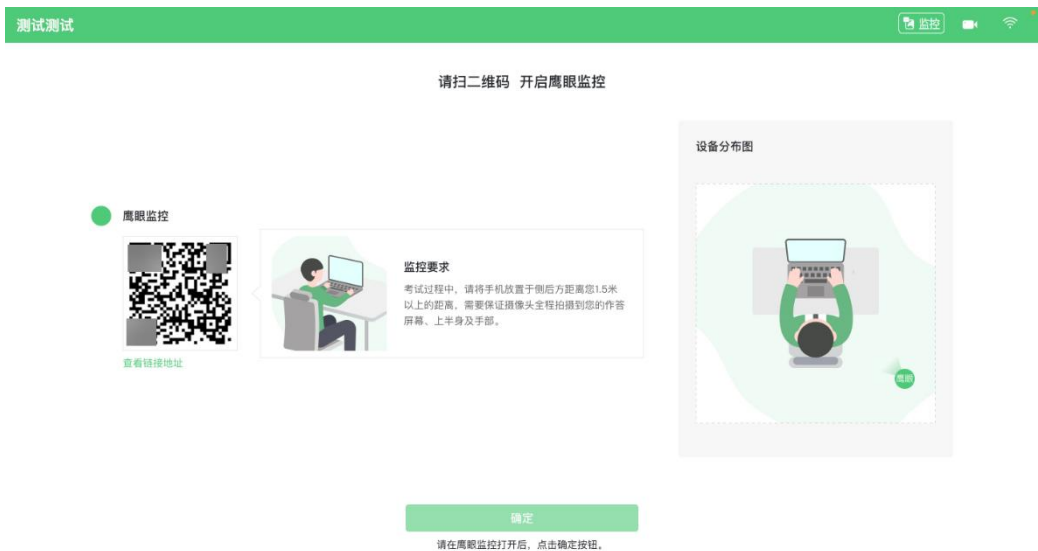 测试测试
监控
请扫二维码 开启鹰眼监控
设备分布图
鹰眼监控
监控要求
考试过程中，请将手机放置于侧后方距离您1.5米
以上的距离，需要保证摄像头全程拍摄到您的作答
屏幕、上半身及手部。
查看链接地址
鹰眼
确定
请在鹰眼监控打开后，点击确定按钮。